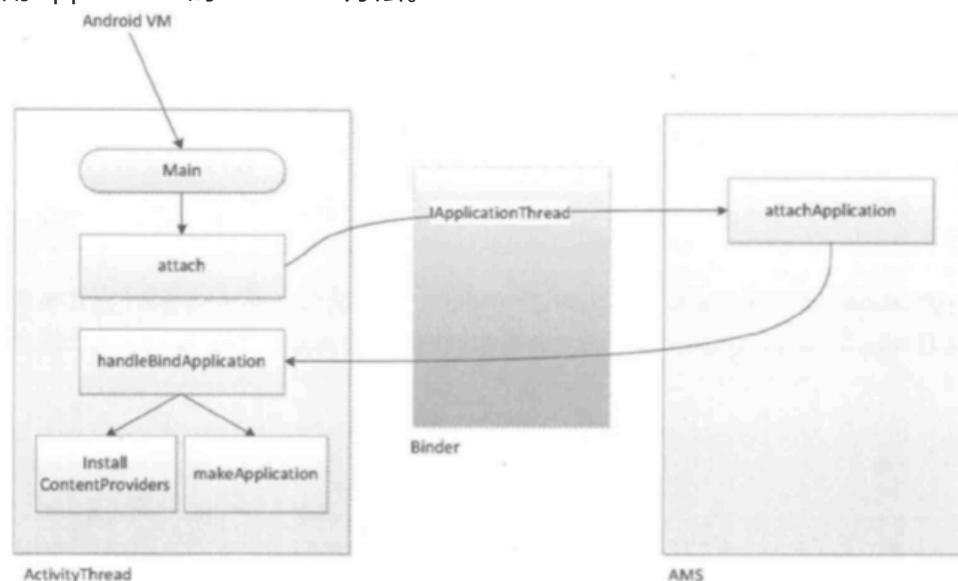 Android VM
Main
attach
handleBindApplication
Install
ContentProviders
makeApplication
ActivityThread
IApplicationThread
Binder
attachApplication
AMS